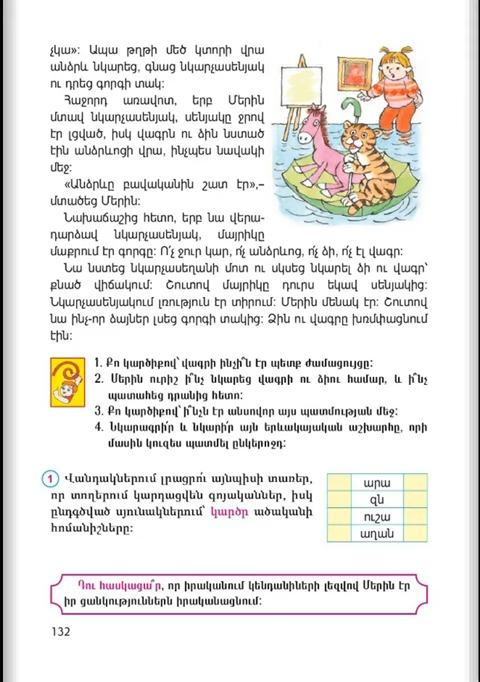 չկա»: Ապա թղթի մեծ կտորի վրա
անձրև նկարեց, գնաց նկարչասենյակ
ու դրեց գորգի տակ:
Հաջորդ առավոտ, երբ Մերին
մտավ նկարչասենյակ, սենյակը ջրով
էր լցված, իսկ վագրն ու ձին նստած
էին անձրևոցի վրա, ինչպես նավակի
մեջ:
«Անձրևը բավականին շատ էր»,–
մտածեց Մերին:
Նախաճաշից հետո, երբ նա վերա-
դարձավ նկարչասենյակ, մայրիկը
մաքրում էր գորգը: Ո՛չ ջուր կար, ո՛չ անձրևոց, ո՛չ ձի, ո՛չ էլ վագր:
Նա նստեց նկարչասեղանի մոտ ու սկսեց նկարել ձի ու վագր՝
քնած վիճակում: Շուտով մայրիկը դուրս եկավ սենյակից:
Նկարչասենյակում լռություն էր տիրում: Մերին մենակ էր: Շուտով
նա ինչ-որ ձայներ լսեց գորգի տակից: Ձին ու վագրը խռմփացնում
էին:
1. Քո կարծիքով՝ վագրի ինչի՞ն էր պետք ժամացույցը:
2. Մերին ուրիշ ի՞նչ նկարեց վագրի ու ձիու համար, և ի՞նչ
պատահեց դրանից հետո:
3. Քո կարծիքով՝ ի՞նչն էր անսովոր այս պատմության մեջ:
4. Նկարագրի՛ր և նկարի՛ր այն երևակայական աշխարհը, որի
մասին կուզես պատմել ընկերոջդ:
1 Վանդակներում լրացրո՛ւ այնպիսի տառեր,
որ տողերում կարդացվեն գոյականներ, իսկ
ընդգծված սյունակներում՝ կարծր ածականի
հոմանիշները:
արա
զն
ուշա
աղան
Դու հասկացա՞ր, որ իրականում կենդանիների լեզվով Մերին էր
իր ցանկություններն իրականացնում:
132